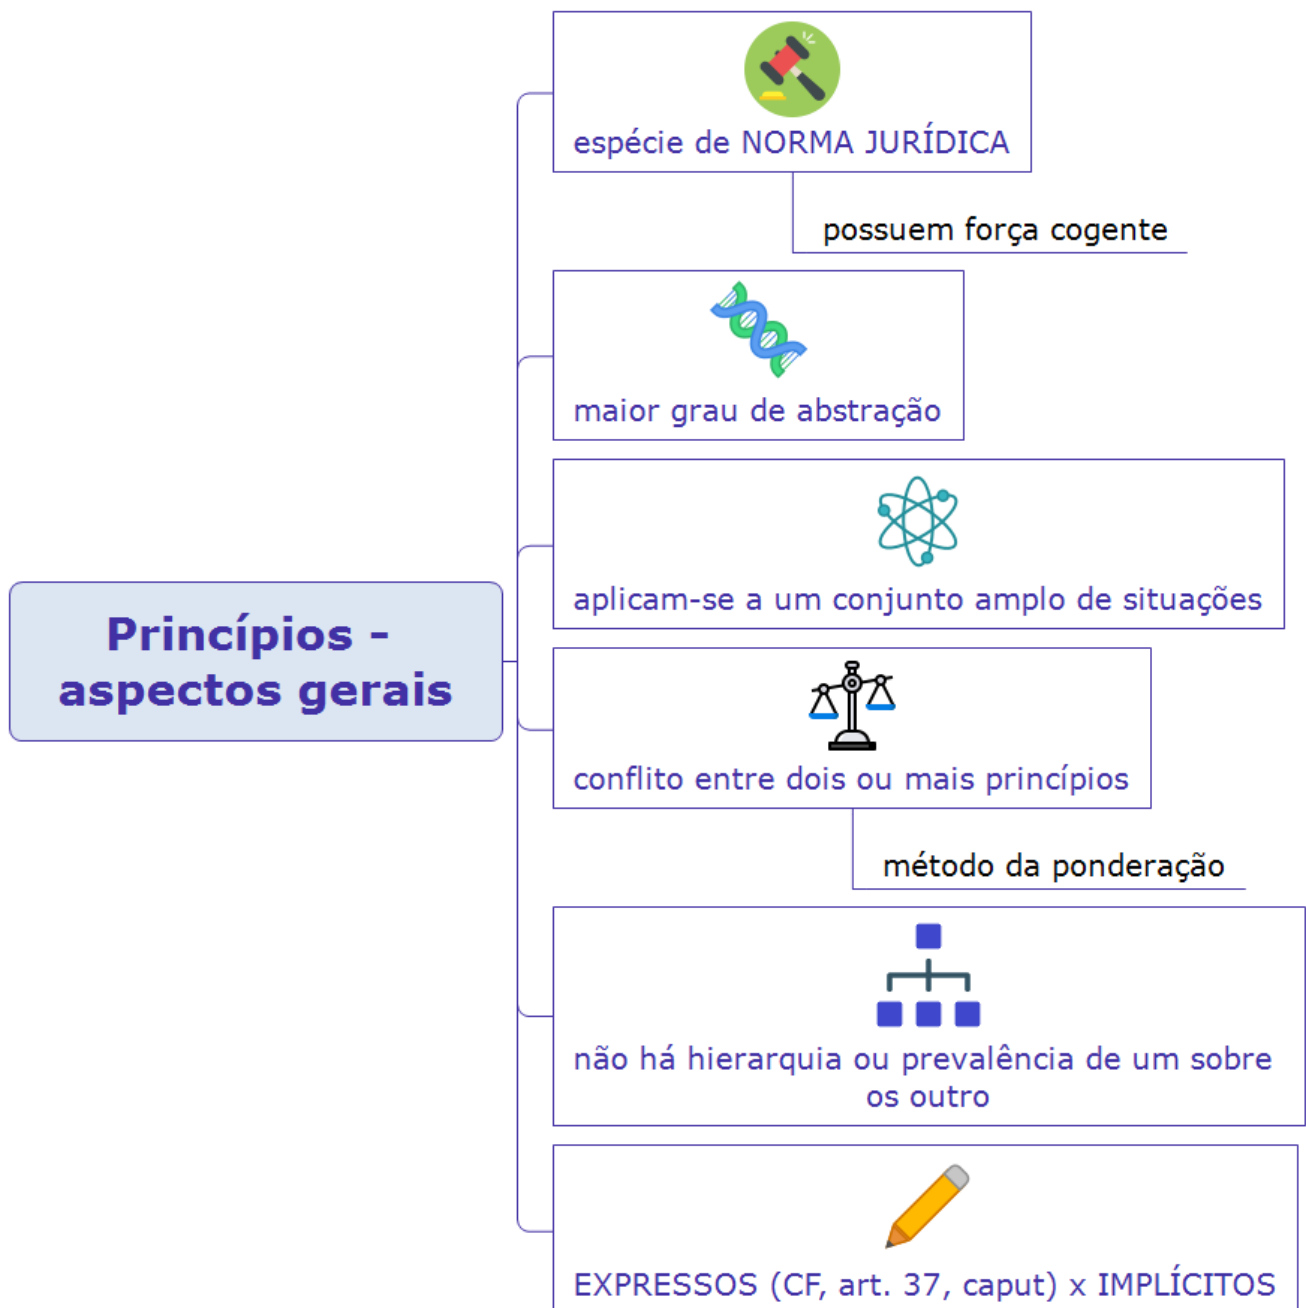 espécie de NORMA JURÍDICA
possuem força cogente
maior grau de abstração
aplicam-se a um conjunto amplo de situações
Princípios -
aspectos gerais
conflito entre dois ou mais princípios
método da ponderação
não há hierarquia ou prevalência de um sobre
os outro
EXPRESSOS (CF, art. 37, caput) x IMPLÍCITOS